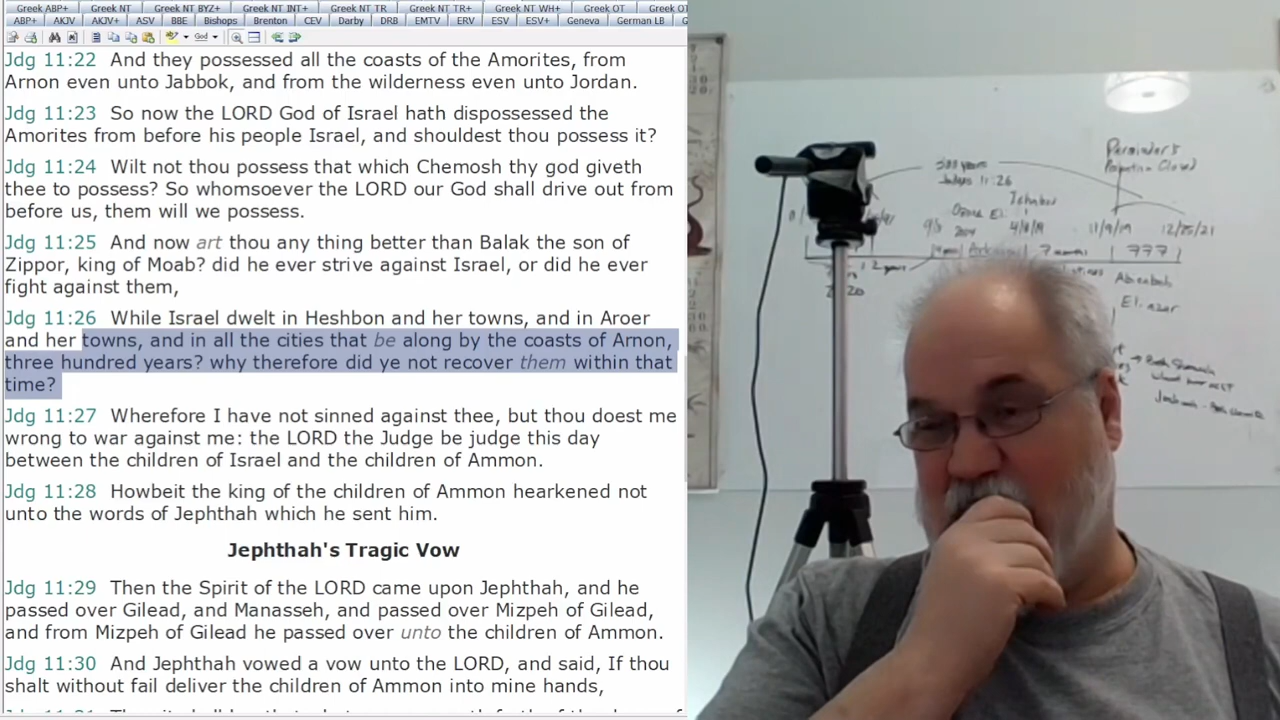 Greek ABP+ Greek NT Greek NT BYZ+ Greek NT INT+ Greek NT TR Greek NT TR+ Greek NT WH+ Greek OT Greek OT
ABP+ AKJV AKJV+ ASV BBE Bishops Brenton CEV Darby DRB EMTV ERV ESV ESV+ Geneva German LB G
God
Jdg 11:22 And they possessed all the coasts of the Amorites, from
Arnon even unto Jabbok, and from the wilderness even unto Jordan.
Jdg 11:23 So now the LORD God of Israel hath dispossessed the
Amorites from before his people Israel, and shouldest thou possess it?
Jdg 11:24 Wilt not thou possess that which Chemosh thy god giveth
thee to possess? So whomsoever the LORD our God shall drive out from
before us, them will we possess.
Jdg 11:25 And now art thou any thing better than Balak the son of
Zippor, king of Moab? did he ever strive against Israel, or did he ever
fight against them,
Jdg 11:26 While Israel dwelt in Heshbon and her towns, and in Aroer
and her towns, and in all the cities that be along by the coasts of Arnon,
three hundred years? why therefore did ye not recover them within that
time?
Jdg 11:27 Wherefore I have not sinned against thee, but thou doest me
wrong to war against me: the LORD the Judge be judge this day
between the children of Israel and the children of Ammon.
Jdg 11:28 Howbeit the king of the children of Ammon hearkened not
unto the words of Jephthah which he sent him.
Jephthah's Tragic Vow
Jdg 11:29 Then the Spirit of the LORD came upon Jephthah, and he
passed over Gilead, and Manasseh, and passed over Mizpeh of Gilead,
and from Mizpeh of Gilead he passed over unto the children of Ammon.
Jdg 11:30 And Jephthah vowed a vow unto the LORD, and said, If thou
shalt without fail deliver the children of Ammon into mine hands,
300 years
Judges 11:26
Closed
11/9/19 12/25/21
7 months 777
2 years